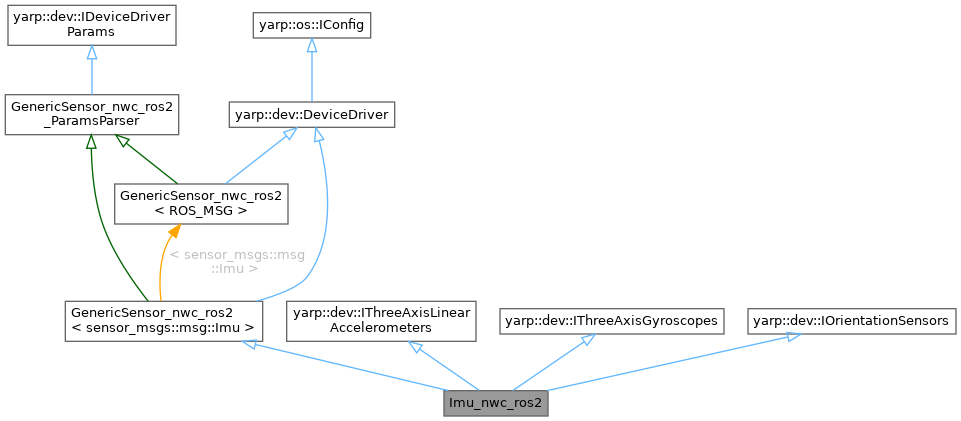 yarp::dev::IDeviceDriver
Params
yarp::os::IConfig
GenericSensor_nwc_ros2
_ParamsParser
yarp::dev::DeviceDriver
GenericSensor_nwc_ros2
< ROS_MSG >
< sensor_msgs::msg
::Imu >
GenericSensor_nwc_ros2
< sensor_msgs::msg::Imu >
yarp::dev::IThreeAxisLinear
Accelerometers
yarp::dev::IThreeAxisGyroscopes
yarp::dev::IOrientationSensors
Imu_nwc_ros2